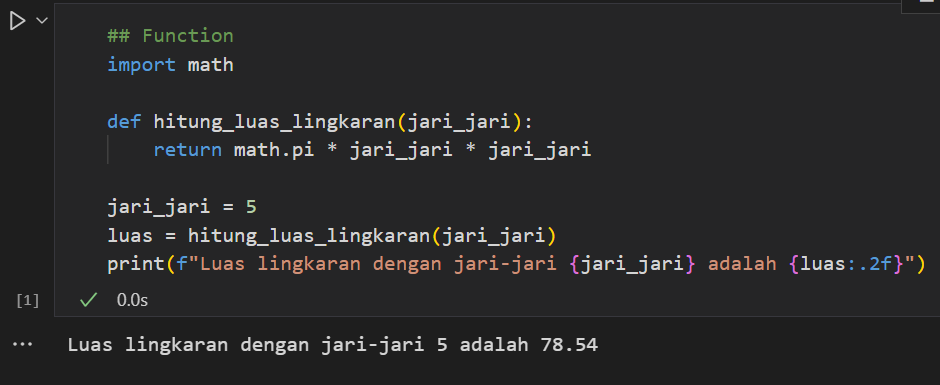 ## Function
import math
def hitung_luas_lingkaran(jari_jari):
    return math.pi * jari_jari * jari_jari
jari_jari = 5
luas = hitung_luas_lingkaran(jari_jari)
print(f"Luas lingkaran dengan jari-jari {jari_jari} adalah {luas:.2f}")
[1] 0.0s
Luas lingkaran dengan jari-jari 5 adalah 78.54